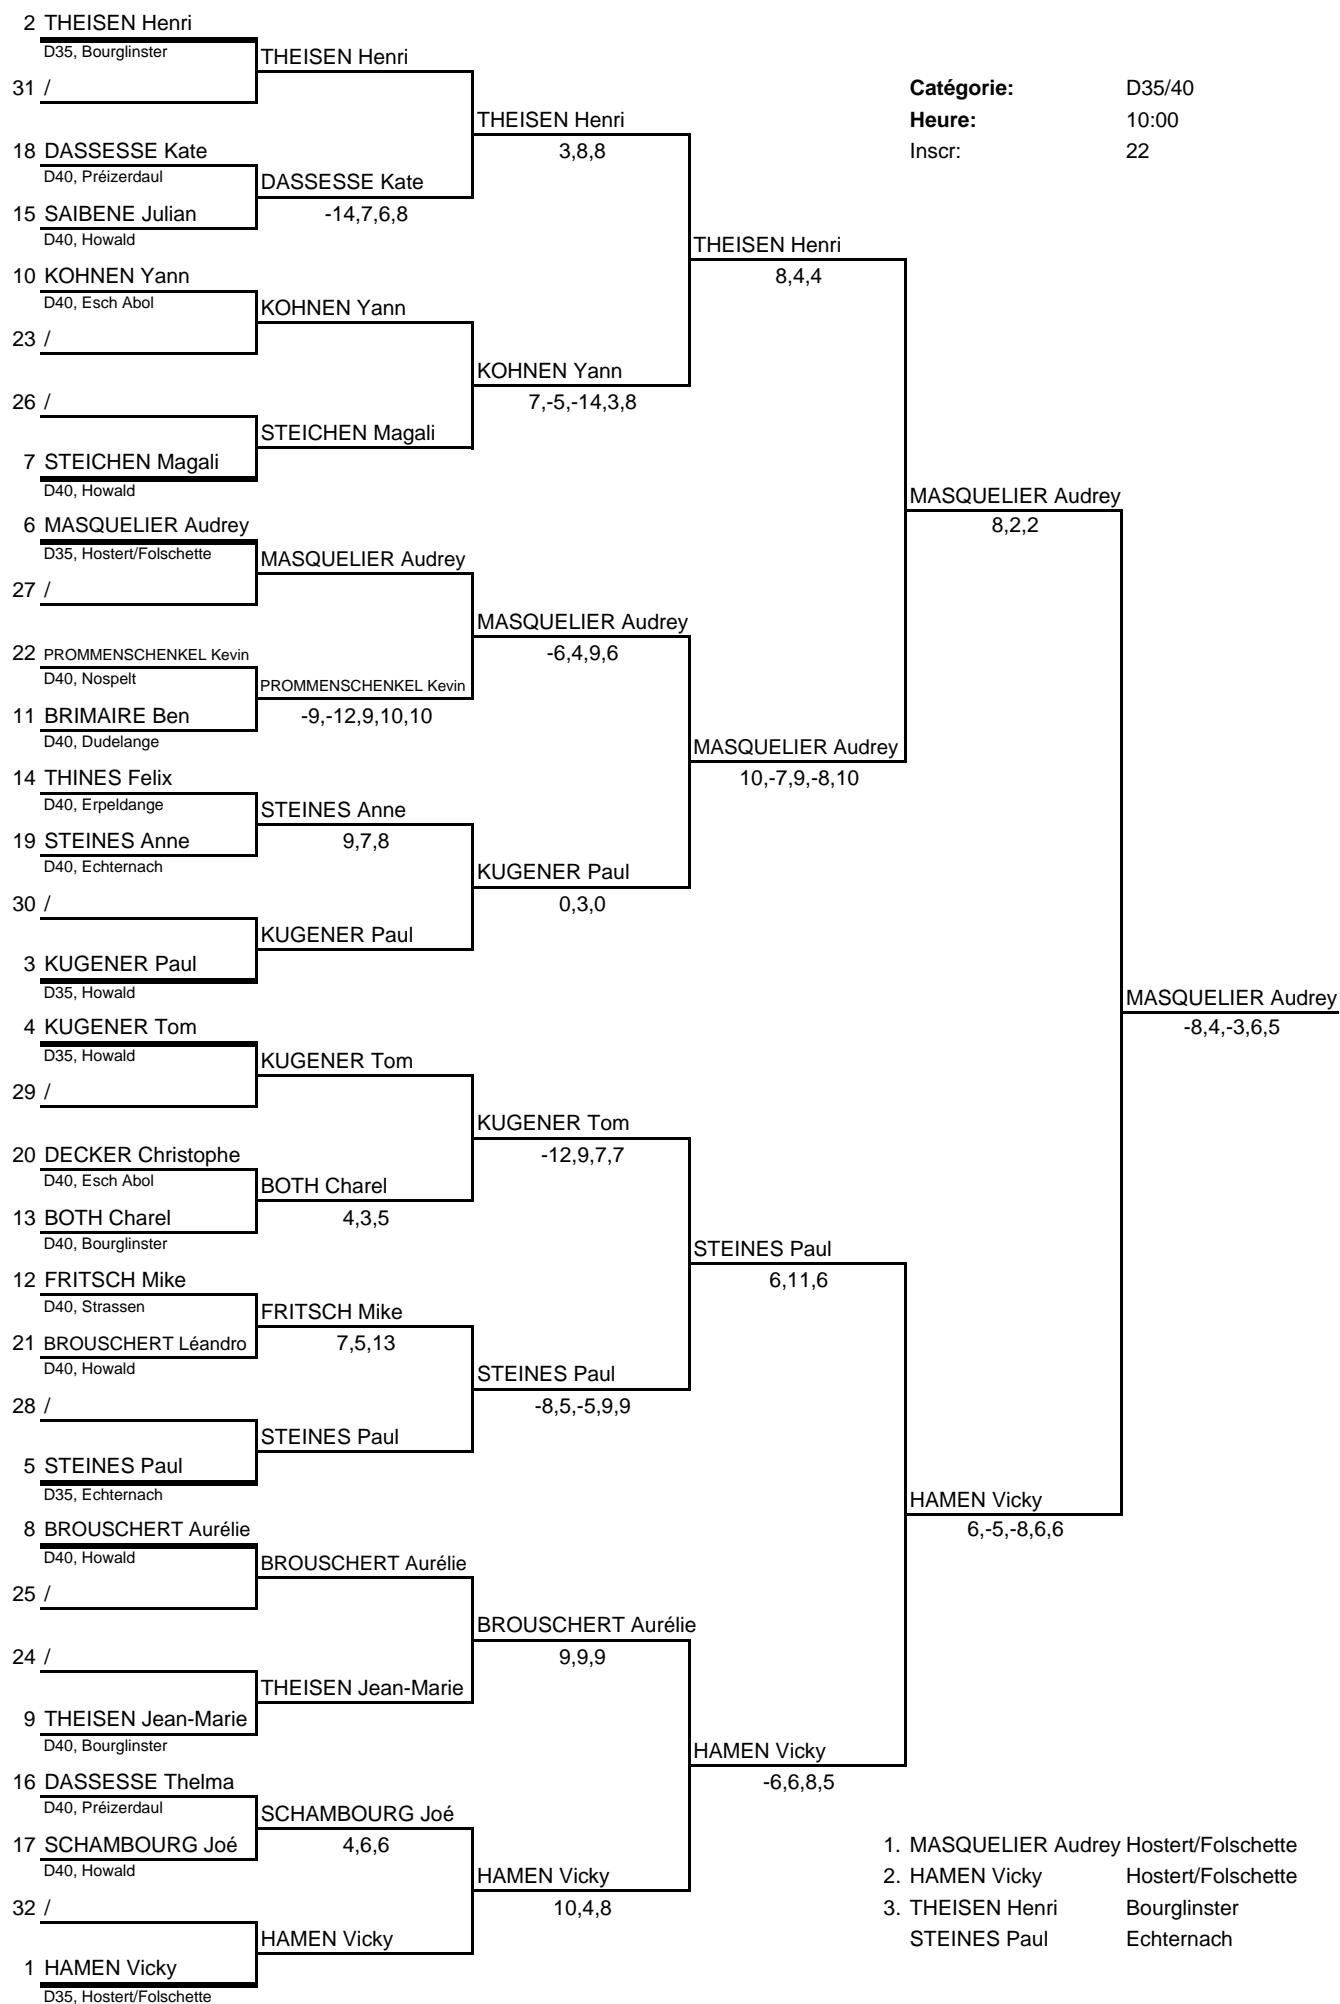 2 THEISEN Henri
D35, Bourglinster
THEISEN Henri
31 /
Catégorie: D35/40
Heure: 10:00
Inscr: 22
THEISEN Henri
3,8,8
18 DASSESSE Kate
D40, Préizerdaul
DASSESSE Kate
-14,7,6,8
15 SAIBENE Julian
D40, Howald
THEISEN Henri
8,4,4
10 KOHNEN Yann
D40, Esch Abol
KOHNEN Yann
23 /
KOHNEN Yann
7,-5,-14,3,8
26 /
STEICHEN Magali
7 STEICHEN Magali
D40, Howald
MASQUELIER Audrey
8,2,2
6 MASQUELIER Audrey
D35, Hostert/Folschette
MASQUELIER Audrey
27 /
MASQUELIER Audrey
-6,4,9,6
22 PROMMENSCHENKEL Kevin
D40, Nospelt
PROMMENSCHENKEL Kevin
-9,-12,9,10,10
11 BRIMAIRE Ben
D40, Dudelange
MASQUELIER Audrey
10,-7,9,-8,10
14 THINES Felix
D40, Erpeldange
STEINES Anne
9,7,8
19 STEINES Anne
D40, Echternach
KUGENER Paul
0,3,0
30 /
KUGENER Paul
3 KUGENER Paul
D35, Howald
MASQUELIER Audrey
-8,4,-3,6,5
4 KUGENER Tom
D35, Howald
KUGENER Tom
29 /
KUGENER Tom
-12,9,7,7
20 DECKER Christophe
D40, Esch Abol
BOTH Charel
4,3,5
13 BOTH Charel
D40, Bourglinster
STEINES Paul
6,11,6
12 FRITSCH Mike
D40, Strassen
FRITSCH Mike
7,5,13
21 BROUSCHERT Léandro
D40, Howald
STEINES Paul
-8,5,-5,9,9
28 /
STEINES Paul
5 STEINES Paul
D35, Echternach
HAMEN Vicky
6,-5,-8,6,6
8 BROUSCHERT Aurélie
D40, Howald
BROUSCHERT Aurélie
25 /
BROUSCHERT Aurélie
9,9,9
24 /
THEISEN Jean-Marie
9 THEISEN Jean-Marie
D40, Bourglinster
HAMEN Vicky
-6,6,8,5
16 DASSESSE Thelma
D40, Préizerdaul
SCHAMBOURG Joé
4,6,6
17 SCHAMBOURG Joé
D40, Howald
HAMEN Vicky
10,4,8
32 /
HAMEN Vicky
1 HAMEN Vicky
D35, Hostert/Folschette
1. MASQUELIER Audrey Hostert/Folschette
2. HAMEN Vicky Hostert/Folschette
3. THEISEN Henri Bourglinster
STEINES Paul Echternach